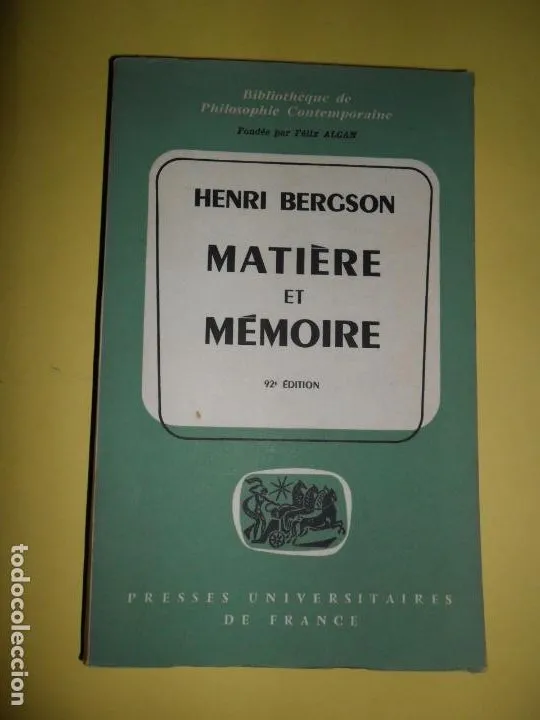 Bibliothèque de
Philosophie Contemporaine
Fondée par Félix ALCAN
HENRI BERGSON
MATIÈRE
ET
MÉMOIRE
92e ÉDITION
PRESSES UNIVERSITAIRES
DE FRANCE
todocoleccion